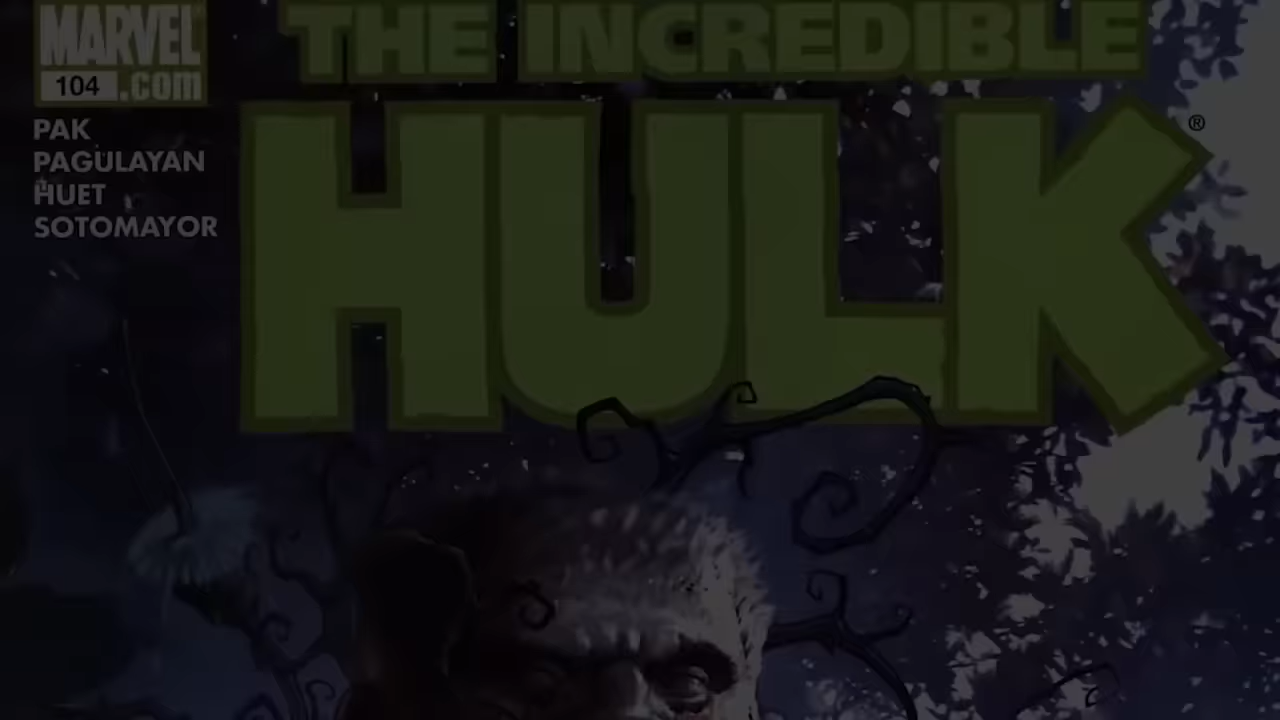 MARVEL
104 .com
PAK
PAGULAYAN
HUET
SOTOMAYOR
THE INCREDIBLE
HULK®